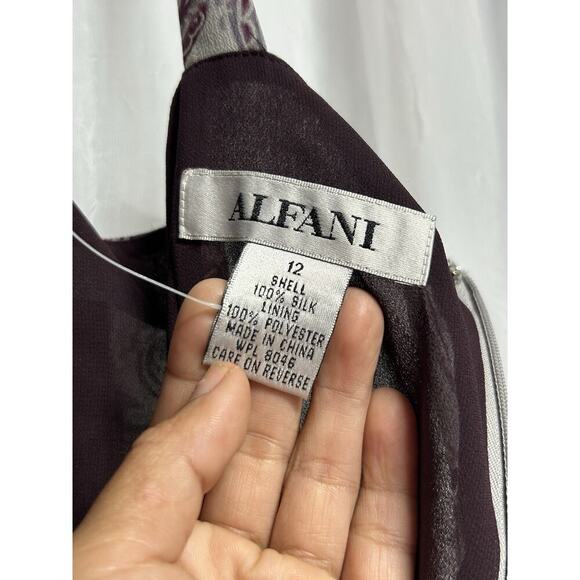 ALFANI
12
SHELL
100% SILK
LINING
100% POLYESTER
MADE IN CHINA
WPL 8046
CARE ON REVERSE